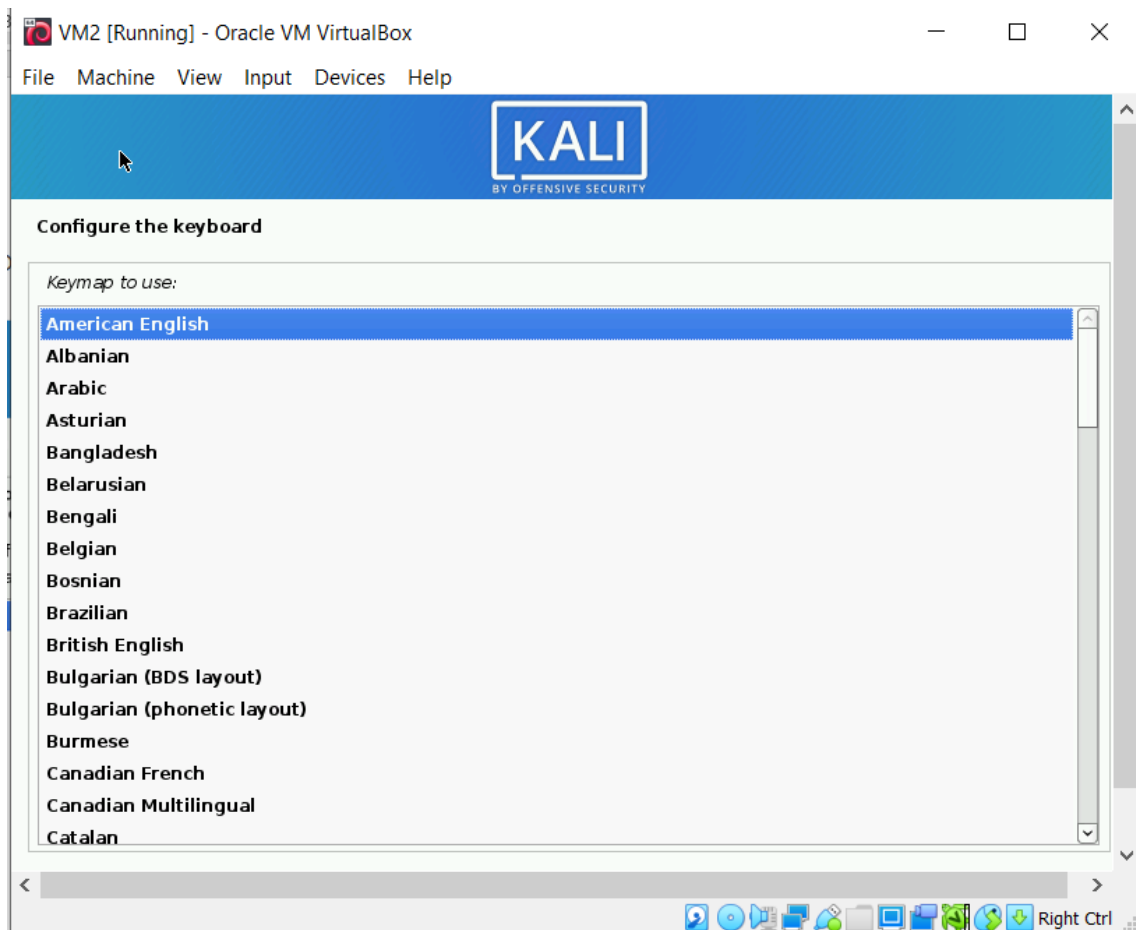 VM2 [Running] - Oracle VM VirtualBox
File Machine View Input Devices Help
KALI
BY OFFENSIVE SECURITY
Configure the keyboard
Keymap to use:
American English
Albanian
Arabic
Asturian
Bangladesh
Belarusian
Bengali
Belgian
Bosnian
Brazilian
British English
Bulgarian (BDS layout)
Bulgarian (phonetic layout)
Burmese
Canadian French
Canadian Multilingual
Catalan
Right Ctrl